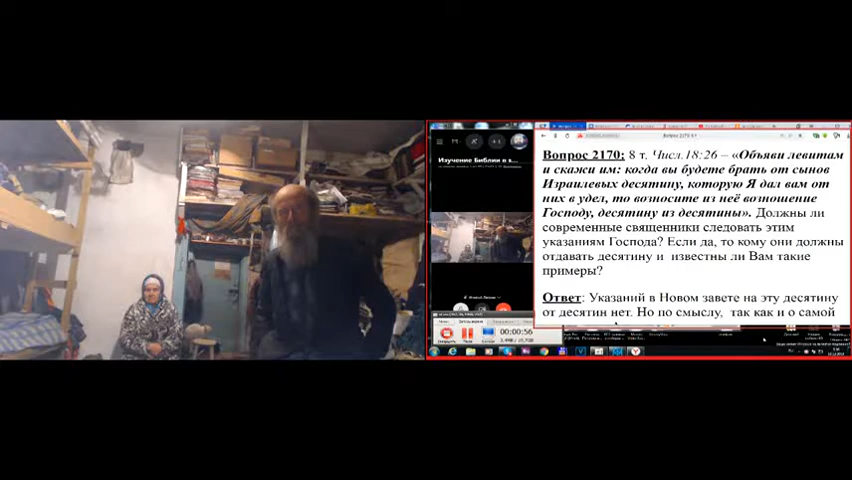 Изучение Библии в з...
Вопрос 2170: 8 т. Числ.18:26 – «Объяви левитам
и скажи им: когда вы будете брать от сынов
Израилевых десятину, которую Я дал вам от
них в удел, то возносите из неё возношение
Господу, десятину из десятины». Должны ли
современные священники следовать этим
указаниям Господа? Если да, то кому они должны
отдавать десятину и известны ли Вам такие
примеры?
Ответ: Указаний в Новом завете на эту десятину
от десятин нет. Но по смыслу, так как и о самой
00:00:56